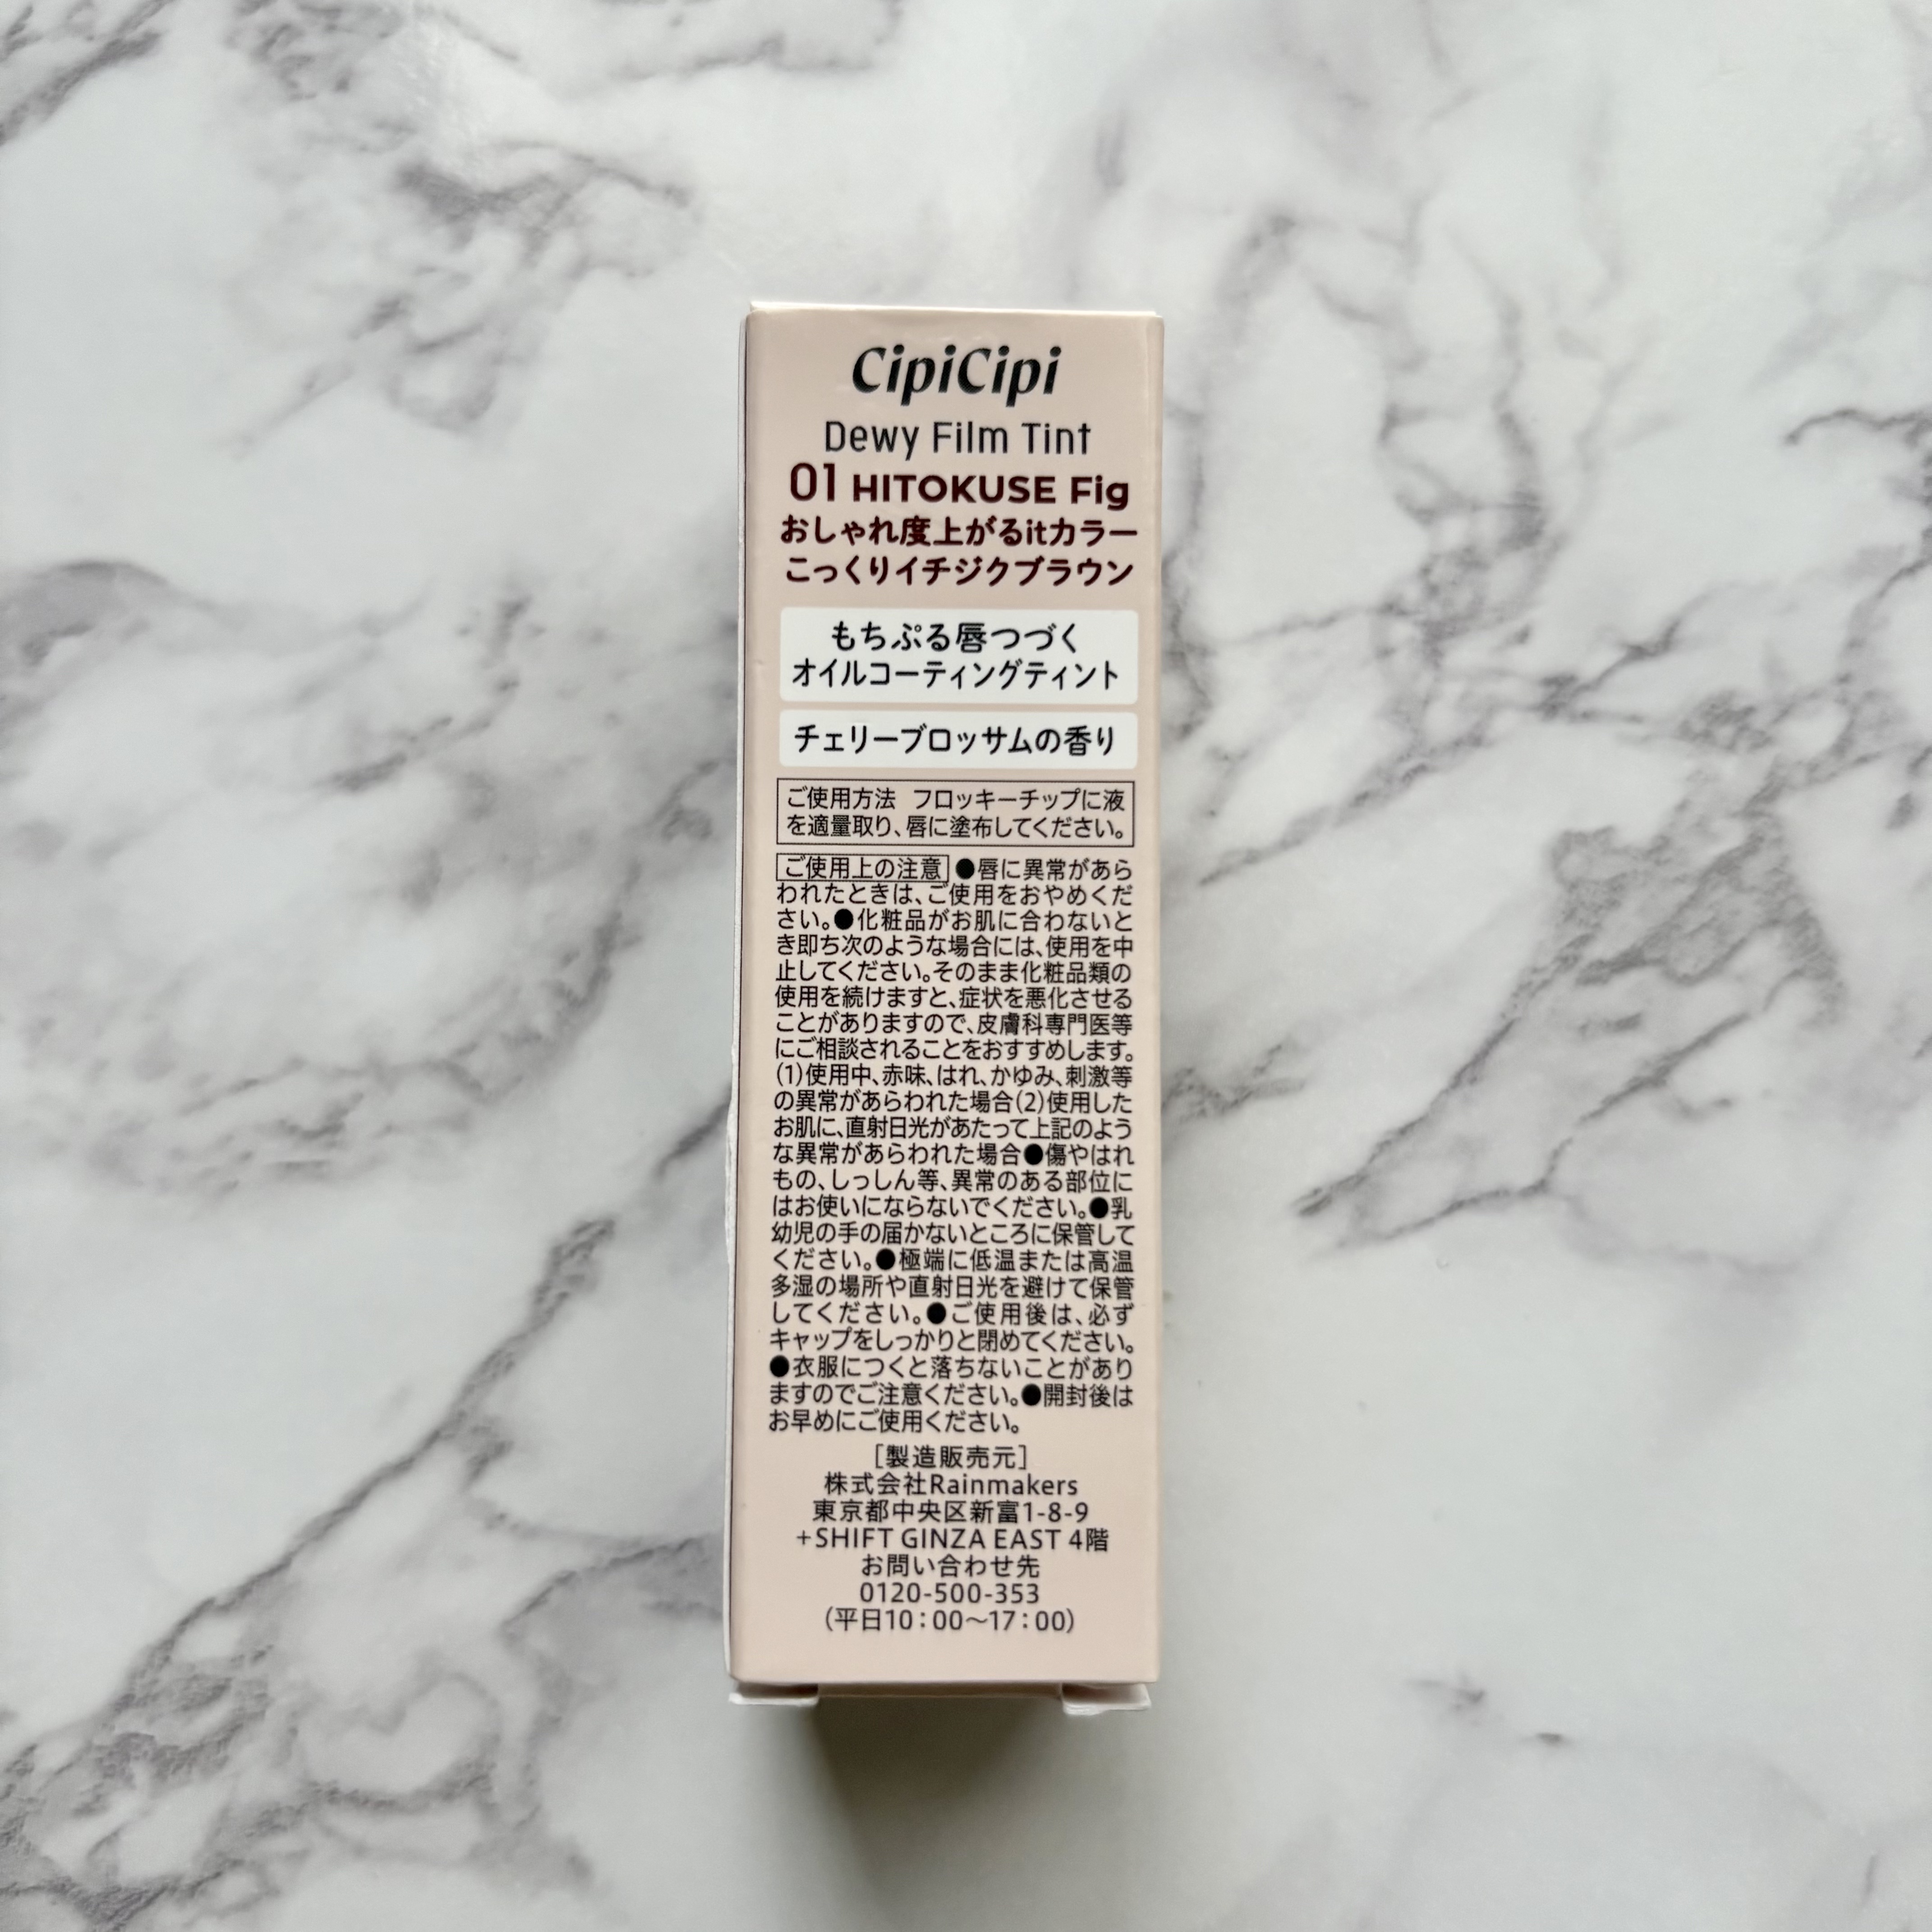 CipiCipi
Dewy Film Tint
01 HITOKUSE Fig
おしゃれ度上がるitカラー
こっくりイチジクブラウン
もちぷる唇つづく
オイルコーティングティント
チェリーブロッサムの香り
ご使用方法 フロッキーチップに液
を適量取り、唇に塗布してください。
ご使用上の注意 ●唇に異常があら
われたときは、ご使用をおやめくだ
さい。●化粧品がお肌に合わないと
き即ち次のような場合には、使用を中
止してください。そのまま化粧品類の
使用を続けますと、症状を悪化させる
ことがありますので、皮膚科専門医等
にご相談されることをおすすめします。
(1)使用中、赤味、はれ、かゆみ、刺激等
の異常があらわれた場合(2)使用した
お肌に、直射日光があたって上記のよう
な異常があらわれた場合●傷やはれ
もの、しっしん等、異常のある部位に
はお使いにならないでください。●乳
幼児の手の届かないところに保管して
ください。●極端に低温または高温
多湿の場所や直射日光を避けて保管
してください。●ご使用後は、必ず
キャップをしっかりと閉めてください。
●衣服につくと落ちないことがあり
ますのでご注意ください。●開封後は
お早めにご使用ください。
[製造販売元]
株式会社Rainmakers
東京都中央区新富1-8-9
+SHIFT GINZA EAST 4階
お問い合わせ先
0120-500-353
(平日10:00〜17:00)